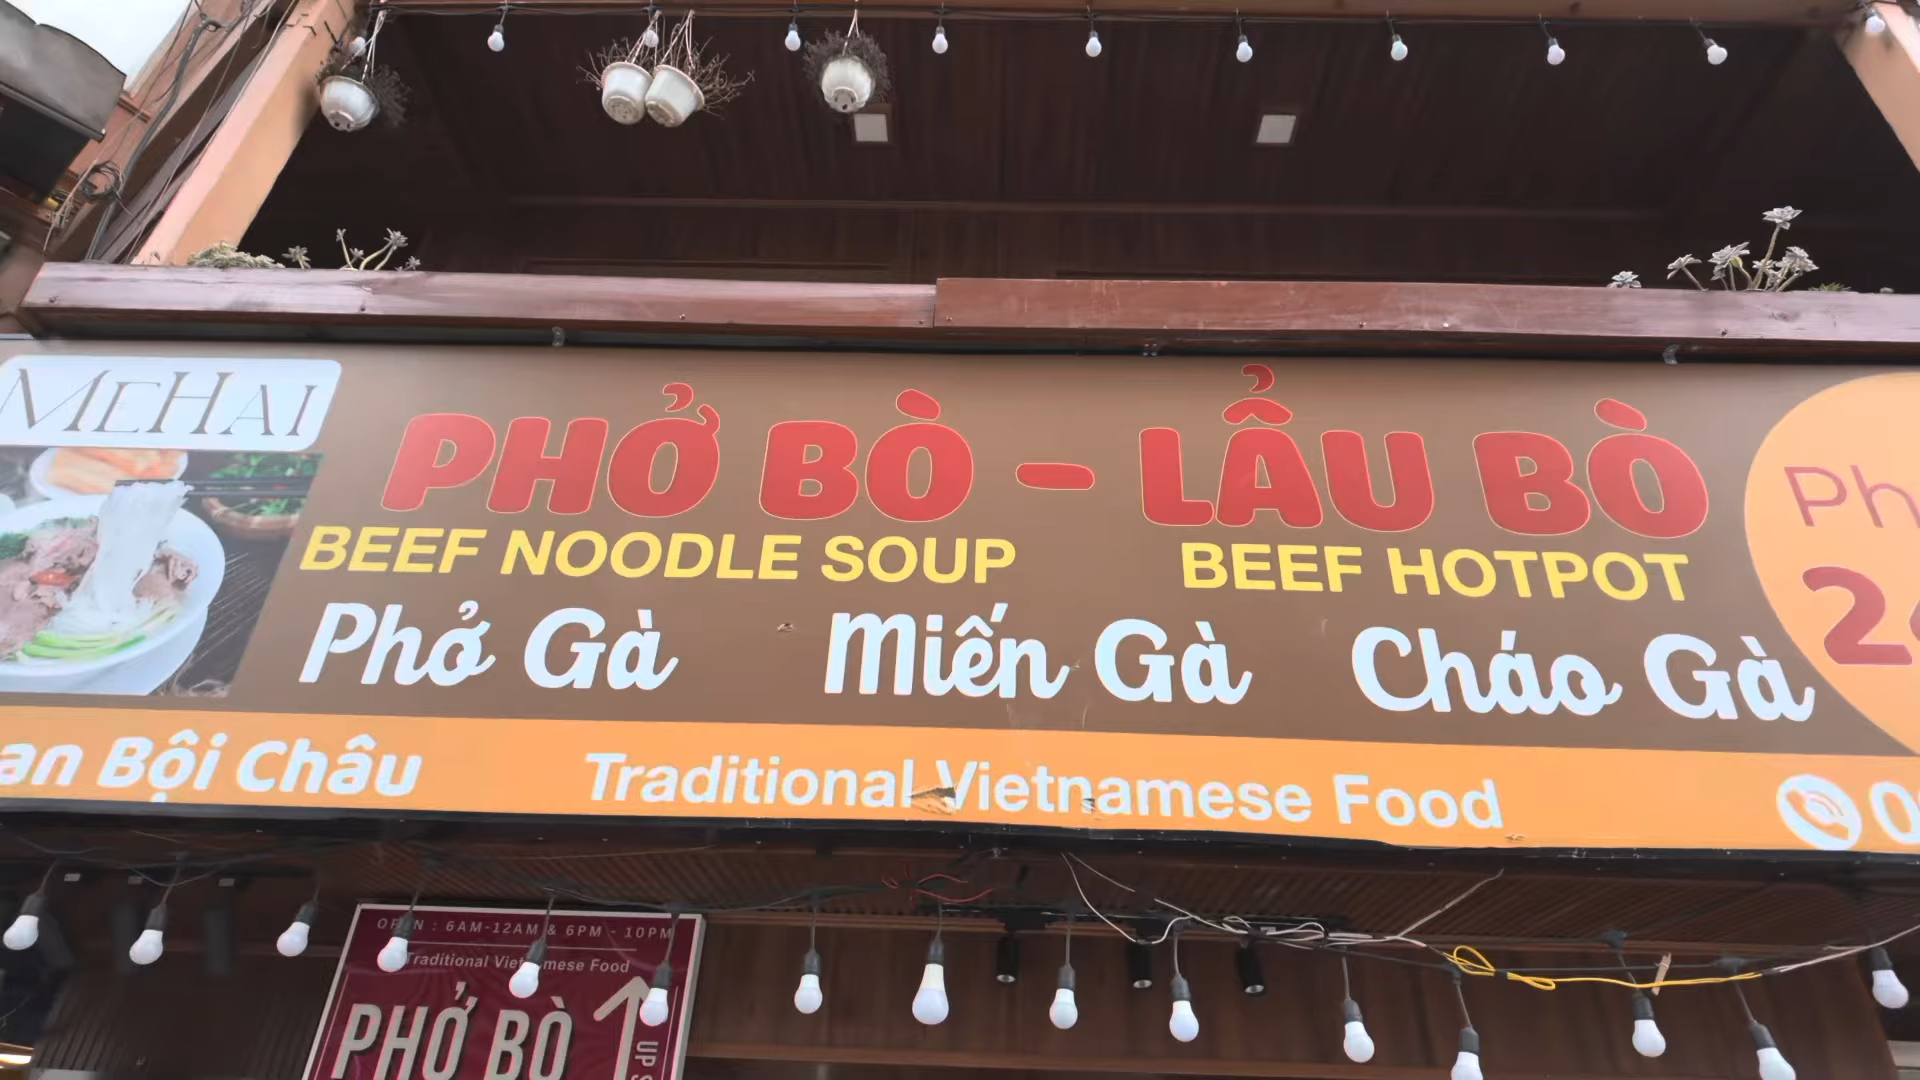 MEHAI
PHỞ BÒ - LẨU BÒ
BEEF NOODLE SOUP BEEF HOTPOT
Phở Gà Miến Gà Cháo Gà
Bội Châu Traditional Vietnamese Food
OPEN : 6AM-12AM & 6PM - 10PM
Traditional Vietnamese Food
PHỞ BÒ
UP